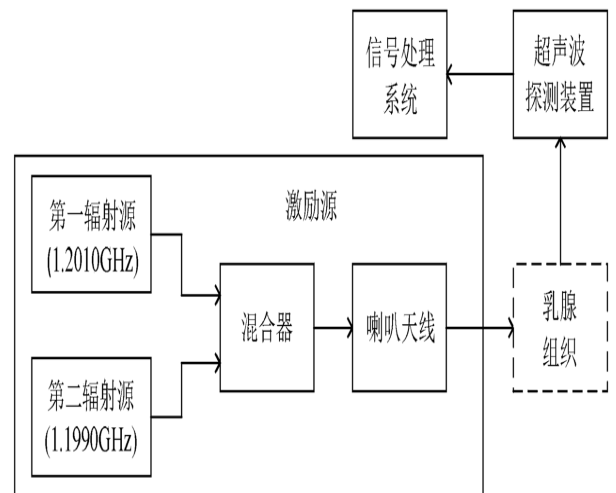 信号处理
系统
超声波
探测装置
激励源
第一辐射源
(1.2010GHz)
混合器
喇叭天线
乳腺
组织
第二辐射源
(1.1990GHz)